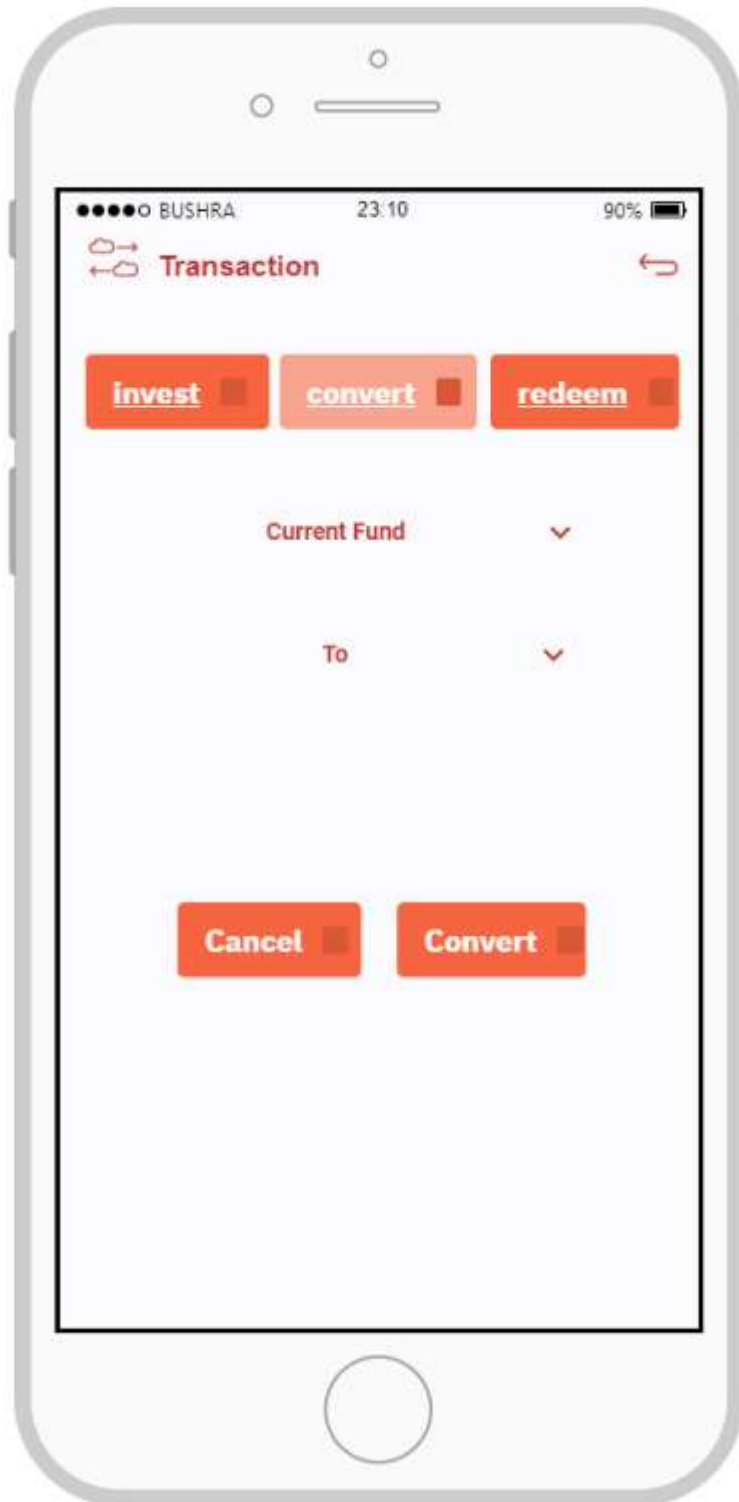 BUSHRA 23:10 90%
Transaction
invest convert redeem
Current Fund
To
Cancel Convert